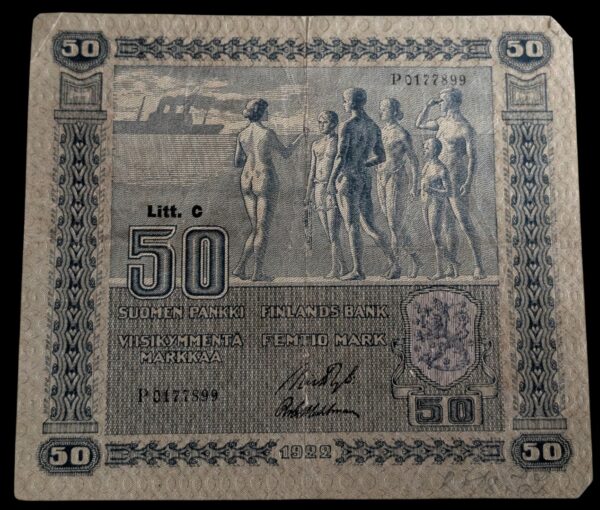 50 50
P 0177899
Litt. C
50
SUOMEN PANKKI FINLANDS BANK
VIISIKYMMENTÄ FEMTIO MARK
MARKKAA
P 0177899
50
50 1922 50